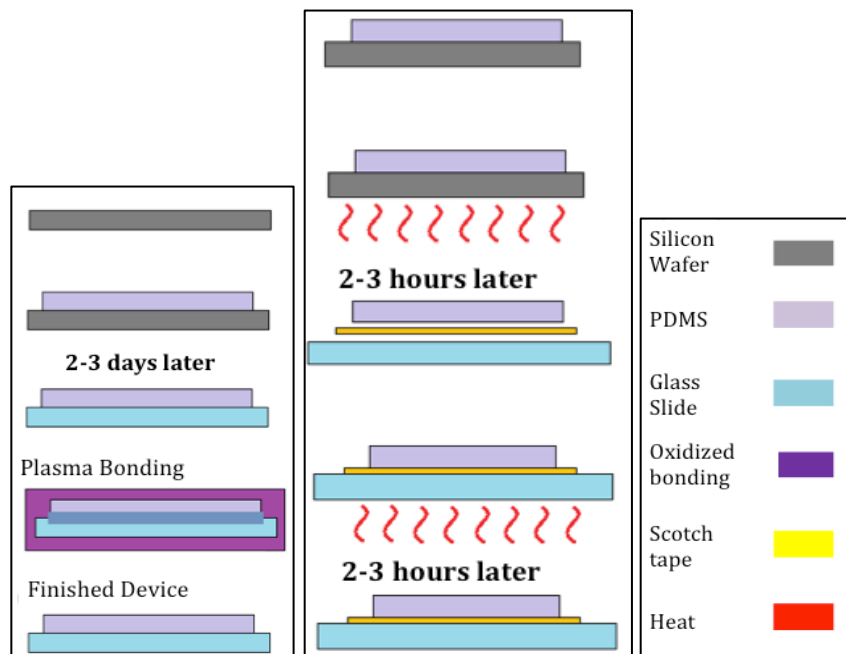 2-3 days later
Plasma Bonding
Finished Device
2-3 hours later
2-3 hours later
Silicon
Wafer
PDMS
Glass
Slide
Oxidized
bonding
Scotch
tape
Heat